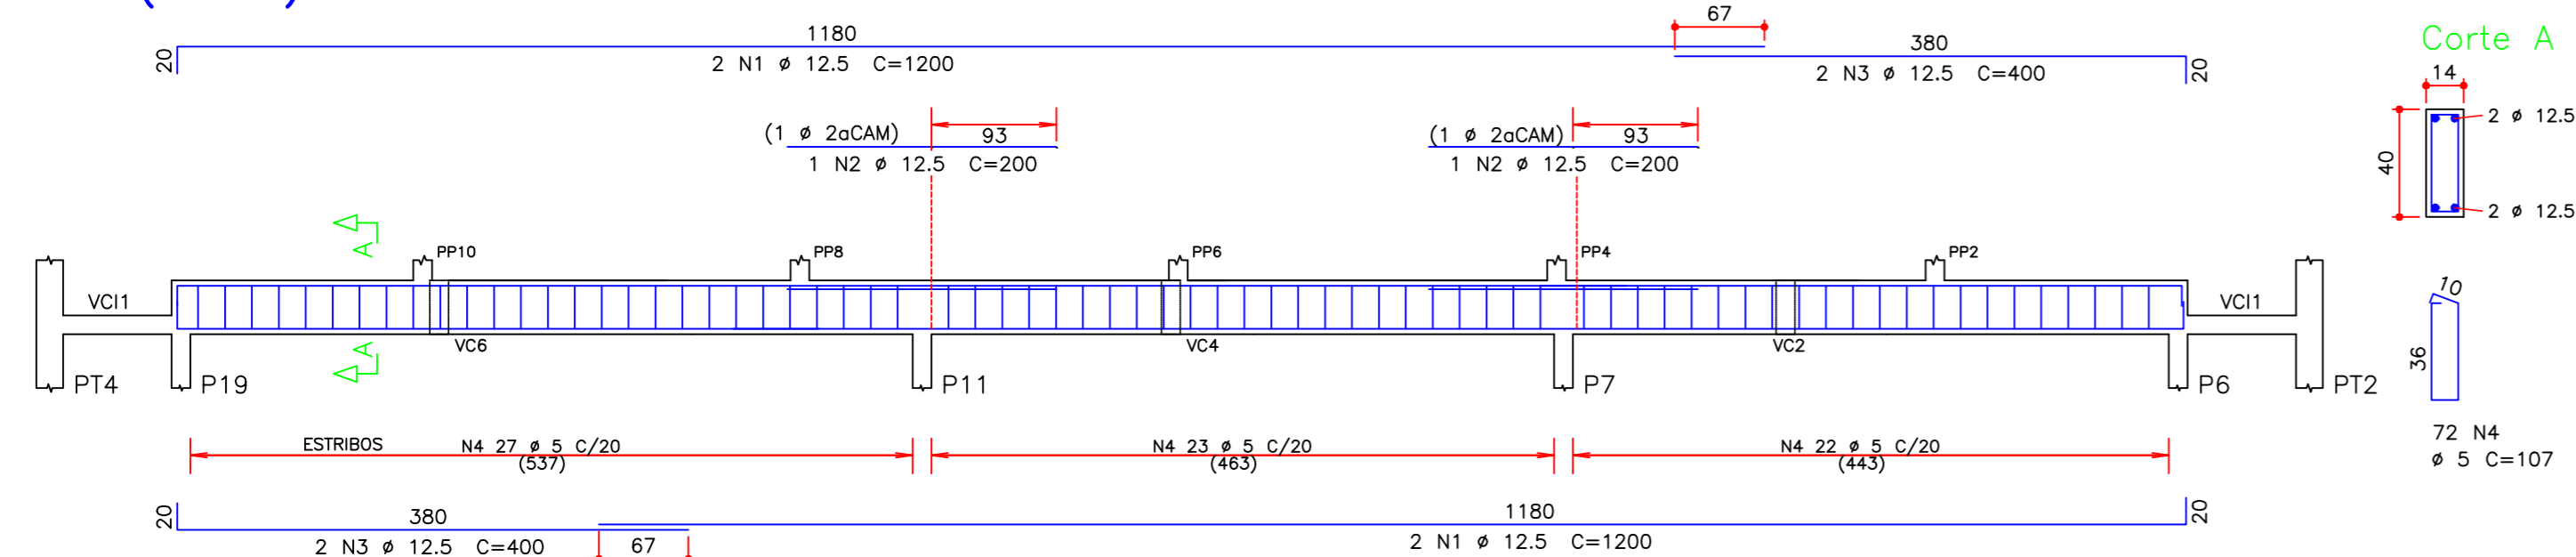 67
1180
380
20
2 N1 ø 12.5 C=1200
2 N3 ø 12.5 C=400
20
Corte A
14
2 ø 12.5
40
2 ø 12.5
(1 ø 2aCAM)
93
1 N2 ø 12.5 C=200
(1 ø 2aCAM)
93
1 N2 ø 12.5 C=200
A
PP10
PP8
PP6
PP4
PP2
VCI1
VCI1
VC6
VC4
VC2
A
PT4
P19
P11
P7
P6
PT2
10
36
72 N4
ø 5 C=107
ESTRIBOS
N4 27 ø 5 C/20
(537)
N4 23 ø 5 C/20
(463)
N4 22 ø 5 C/20
(443)
20
380
1180
20
2 N3 ø 12.5 C=400
67
2 N1 ø 12.5 C=1200